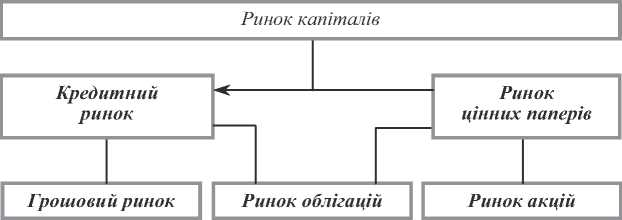 Ринок капіталів
Кредитний
ринок
Ринок
цінних паперів
Грошовий ринок
Ринок облігацій
Ринок акцій